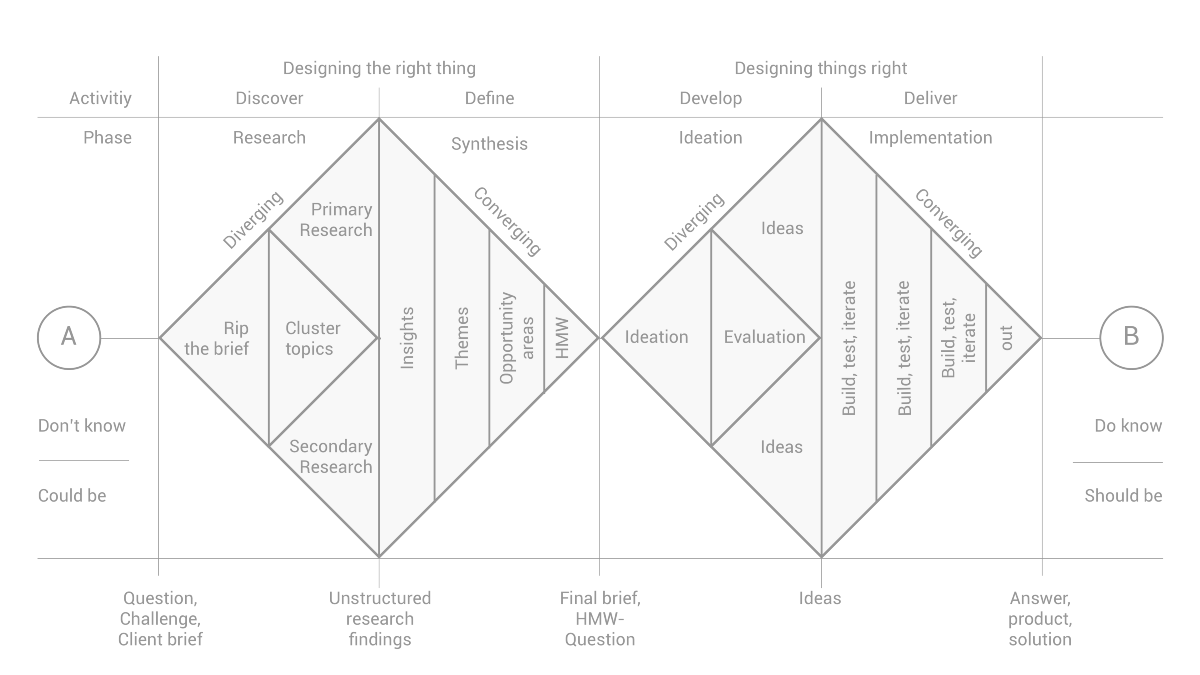 Designing the right thing
Designing things right
Activitiy
Discover
Define
Develop
Deliver
Phase
Research
Synthesis
Ideation
Implementation
Diverging
Converging
Diverging
Converging
Primary
Research
Ideas
A
Rip
the brief
Cluster
topics
Insights
Themes
Opportunity
areas
HMW
Ideation
Evaluation
Build, test, iterate
Build, test, iterate
Build, test,
iterate
out
B
Secondary
Research
Ideas
Don't know
Could be
Do know
Should be
Question,
Challenge,
Client brief
Unstructured
research
findings
Final brief,
HMW-
Question
Ideas
Answer,
product,
solution